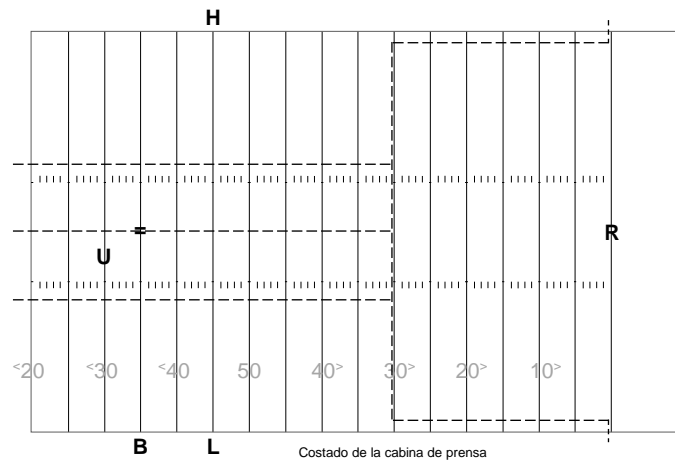 H
R
U
<20 <30 <40 50 40> 30> 20> 10>
B L
Costado de la cabina de prensa